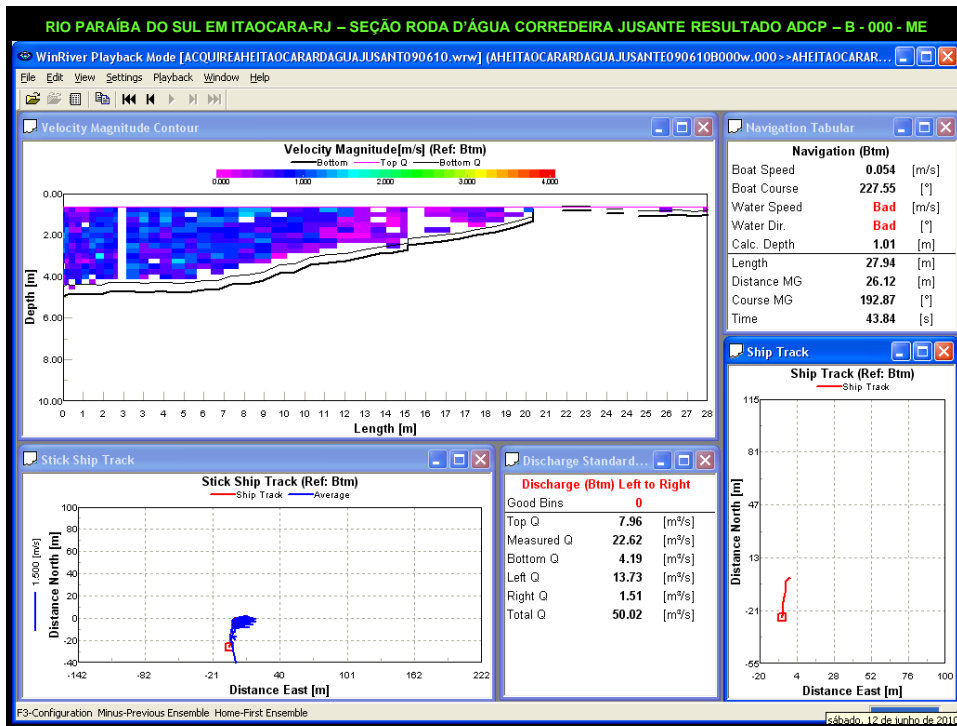 RIO PARAÍBA DO SUL EM ITAOCARA-RJ – SEÇÃO RODA D'ÁGUA CORREDEIRA JUSANTE RESULTADO ADCP – B - 000 - ME
WinRiver Playback Mode [ACQUIREAHEITAOCARARDAGUAJUSANT090610.wrw] (AHEITAOCARARDAGUAJUSANTE090610B000w.000>>AHEITAOCARAR...
File Edit View Settings Playback Window Help
Velocity Magnitude Contour
Velocity Magnitude[m/s] (Ref: Btm)
Bottom Top Q Bottom Q
0.000 1.000 2.000 3.000 4.000
0.00
2.00
4.00
6.00
8.00
10.00
Depth [m]
0 1 2 3 3 4 5 6 7 8 9 10 10 11 12 13 14 15 16 17 18 19 20 21 22 23 24 25 26 27 28
Length [m]
Navigation Tabular
Navigation (Btm)
Boat Speed 0.054 [m/s]
Boat Course 227.55 [°]
Water Speed Bad [m/s]
Water Dir. Bad [°]
Calc. Depth 1.01 [m]
Length 27.94 [m]
Distance MG 26.12 [m]
Course MG 192.87 [°]
Time 43.84 [s]
Stick Ship Track
Stick Ship Track (Ref: Btm)
Ship Track Average
1.500 [m/s]
Distance North [m]
100
80
60
40
20
0
-20
-40
-142 -82 -21 40 101 162 222
Distance East [m]
Discharge Standard...
Discharge (Btm) Left to Right
Good Bins 0
Top Q 7.96 [m³/s]
Measured Q 22.62 [m³/s]
Bottom Q 4.19 [m³/s]
Left Q 13.73 [m³/s]
Right Q 1.51 [m³/s]
Total Q 50.02 [m³/s]
Ship Track
Ship Track (Ref: Btm)
Ship Track
115
81
47
13
-21
-55
Distance North [m]
-20 4 28 52 76 100
Distance East [m]
F3-Configuration Minus-Previous Ensemble Home-First Ensemble
sábado, 12 de junho de 2010